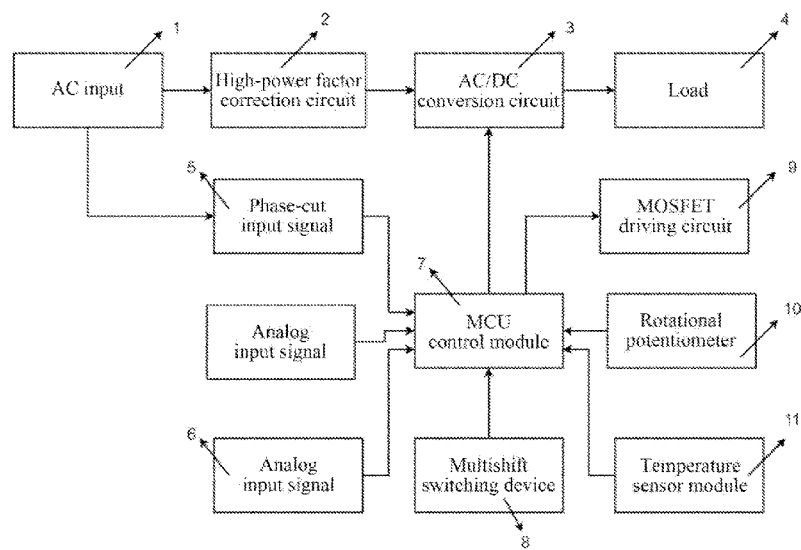 1
2
3
4
AC input
High-power factor
correction circuit
AC/DC
conversion circuit
Load
5
9
Phase-cut
input signal
MOSFET
driving circuit
7
Analog
input signal
MCU
control module
Rotational
potentiometer
10
6
11
Analog
input signal
Multishift
switching device
Temperature
sensor module
8